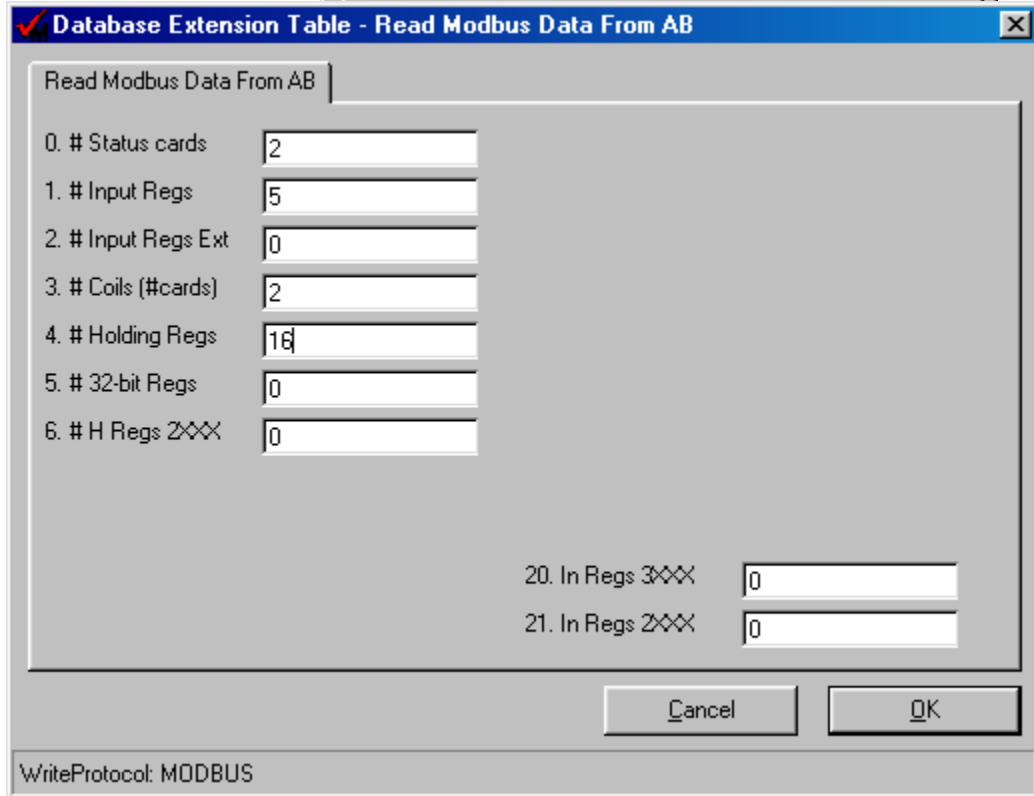 Database Extension Table - Read Modbus Data From AB
Read Modbus Data From AB
0. # Status cards 2
1. # Input Regs 5
2. # Input Regs Ext 0
3. # Coils (#cards) 2
4. # Holding Regs 16
5. # 32-bit Regs 0
6. # H Regs 2XXX 0
20. In Regs 3XXX 0
21. In Regs 2XXX 0
Cancel OK
WriteProtocol: MODBUS